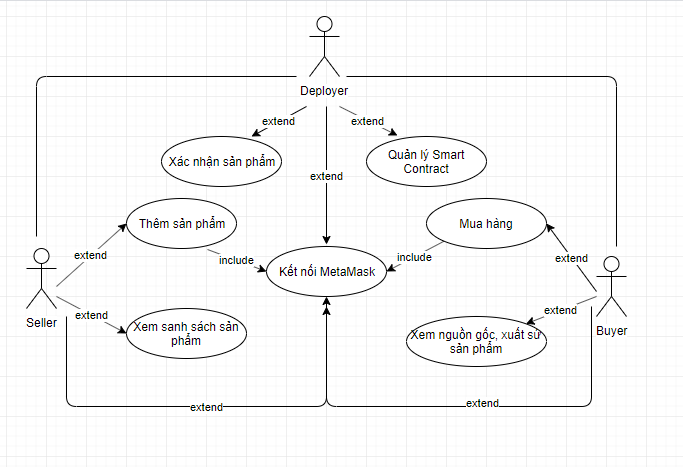 Deployer
extend
extend
Xác nhận sản phẩm
Quản lý Smart
Contract
extend
Thêm sản phẩm
Mua hàng
extend
include
include
extend
Kết nối MetaMask
Seller
extend
Xem sanh sách sản
phẩm
extend
Buyer
Xem nguồn gốc, xuất sứ
sản phẩm
extend
extend